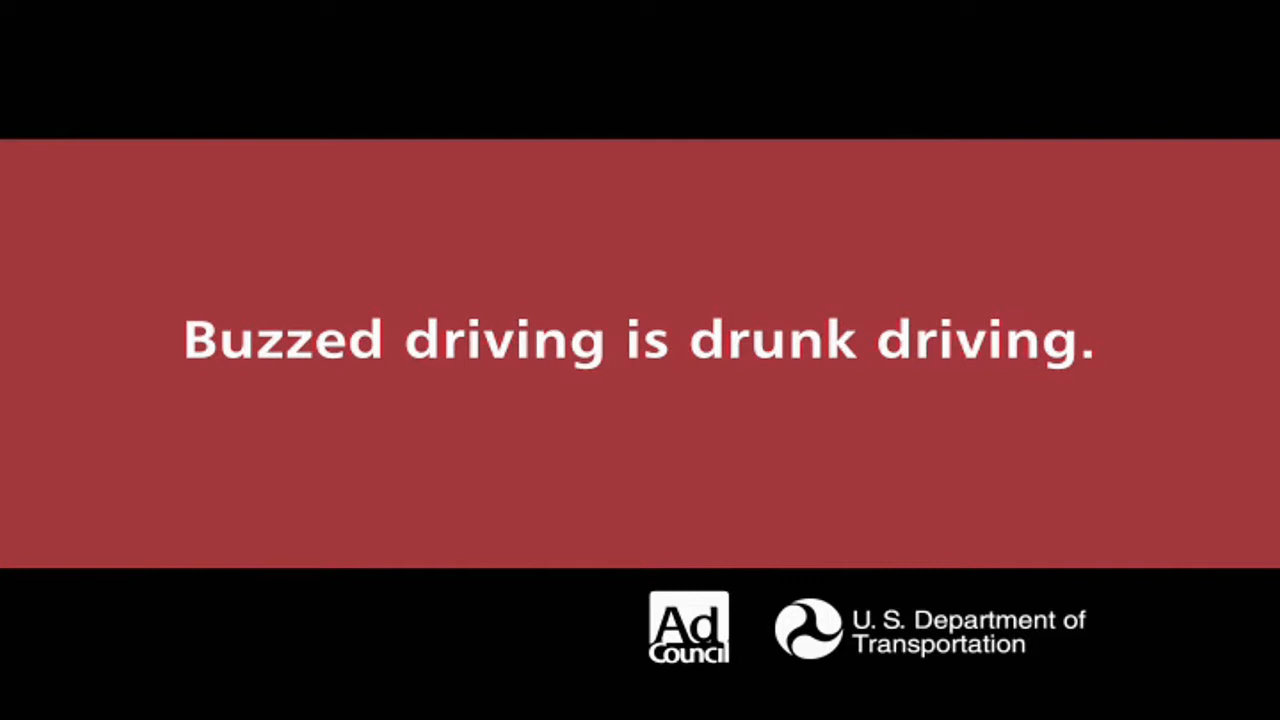 Buzzed driving is drunk driving.
Ad
Council
U. S. Department of
Transportation